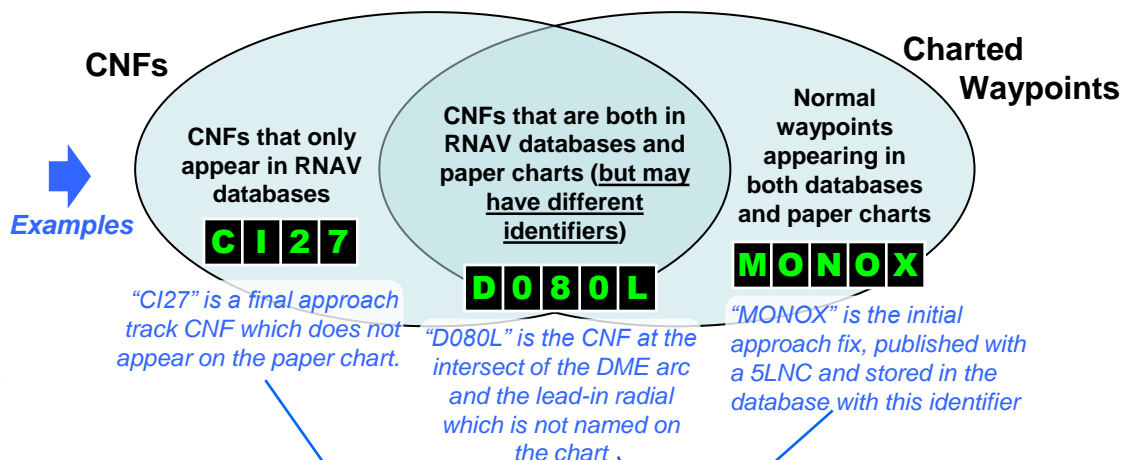 CNFs
Charted
Waypoints
CNFs that only
appear in RNAV
databases
CI27
CNFs that are both in
RNAV databases and
paper charts (but may
have different
identifiers)
D080L
Normal
waypoints
appearing in
both databases
and paper charts
MONOX
Examples
“CI27” is a final approach
track CNF which does not
appear on the paper chart.
“D080L” is the CNF at the
intersect of the DME arc
and the lead-in radial
which is not named on
the chart
“MONOX” is the initial
approach fix, published with
a 5LNC and stored in the
database with this identifier